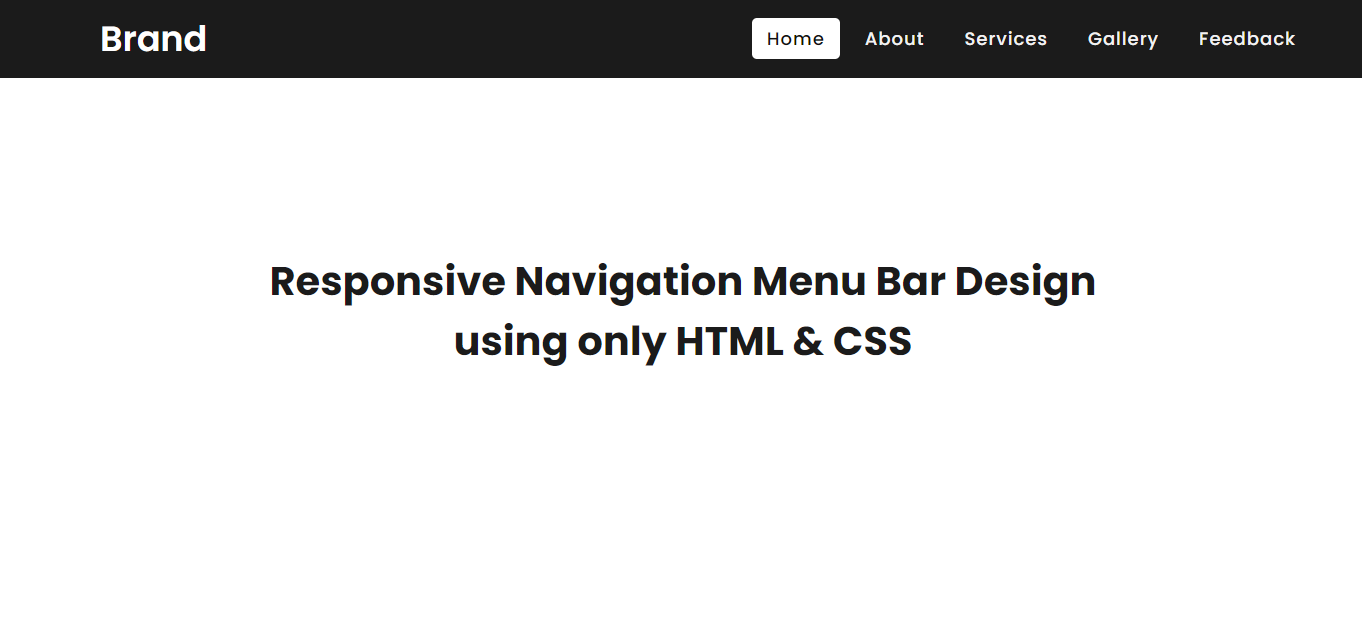 Brand
Home About Services Gallery Feedback
Responsive Navigation Menu Bar Design
using only HTML & CSS